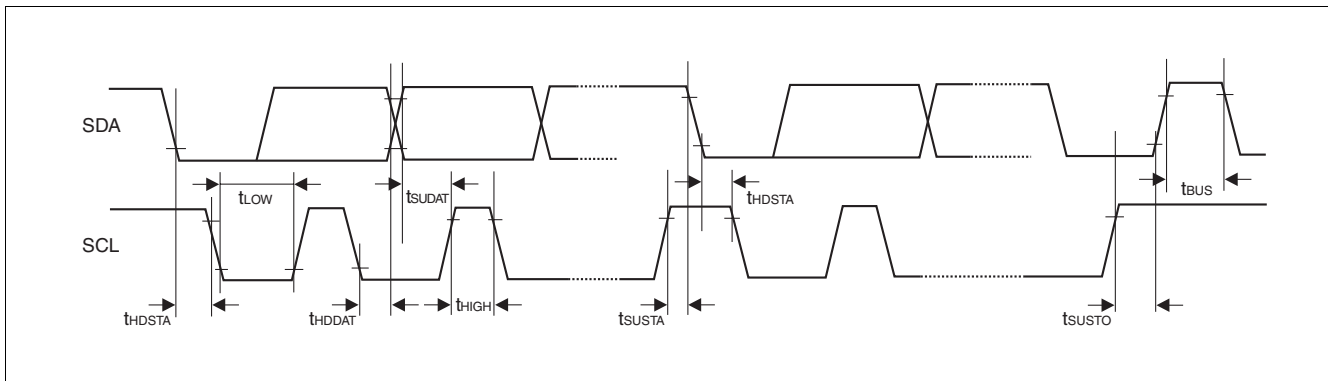 SDA
tLOW
tSUDAT
tHDSTA
tBUS
SCL
tHDSTA
tHDDAT
tHIGH
tSUSTA
tSUSTO